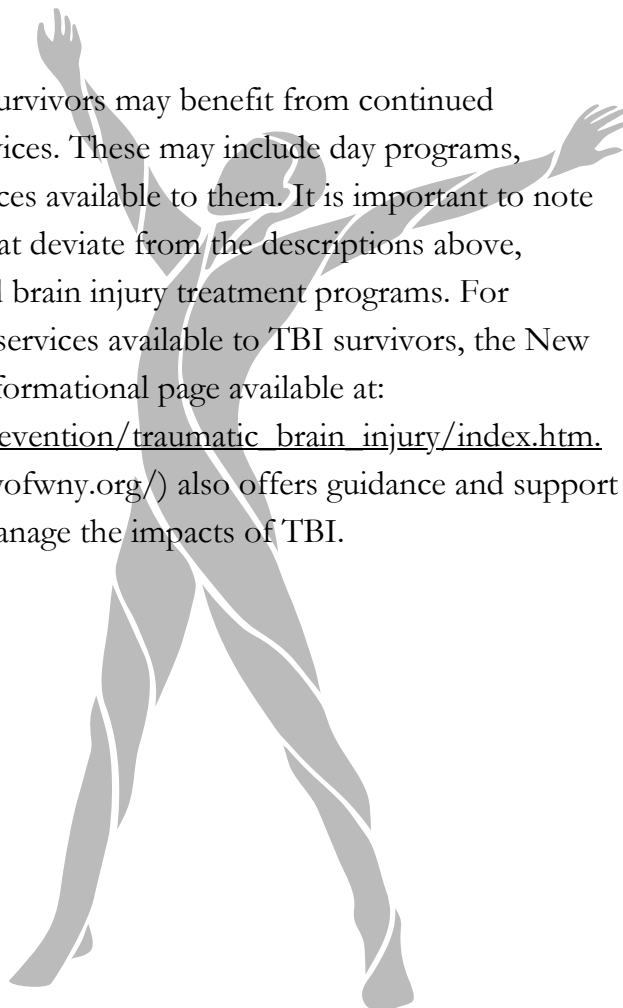 urvivors may benefit from continued
vices. These may include day programs,
ces available to them. It is important to note
at deviate from the descriptions above,
l brain injury treatment programs. For
services available to TBI survivors, the New
formational page available at:
evention/traumatic_brain_injury/index.htm.
yofwny.org/) also offers guidance and support
anage the impacts of TBI.